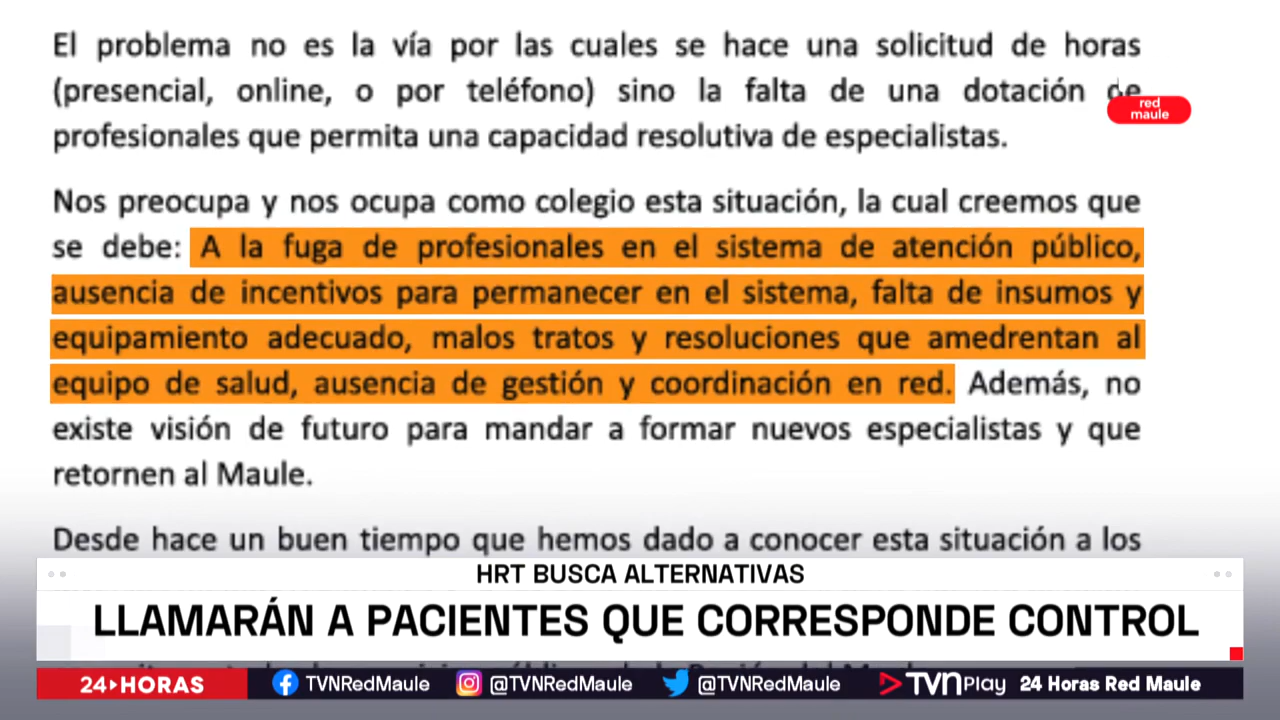 El problema no es la vía por las cuales se hace una solicitud de horas
(presencial, online, o por teléfono) sino la falta de una dotación de
red
maule
profesionales que permita una capacidad resolutiva de especialistas.
Nos preocupa y nos ocupa como colegio esta situación, la cual creemos que
se debe: A la fuga de profesionales en el sistema de atención público,
ausencia de incentivos para permanecer en el sistema, falta de insumos y
equipamiento adecuado, malos tratos y resoluciones que amedrentan al
equipo de salud, ausencia de gestión y coordinación en red. Además, no
existe visión de futuro para mandar a formar nuevos especialistas y que
retornen al Maule.
Desde hace un buen tiempo que hemos dado a conocer esta situación a los
HRT BUSCA ALTERNATIVAS
LLAMARÁN A PACIENTES QUE CORRESPONDE CONTROL
24 HORAS TVNRedMaule @TVNRedMaule @TVNRedMaule TVN Play 24 Horas Red Maule